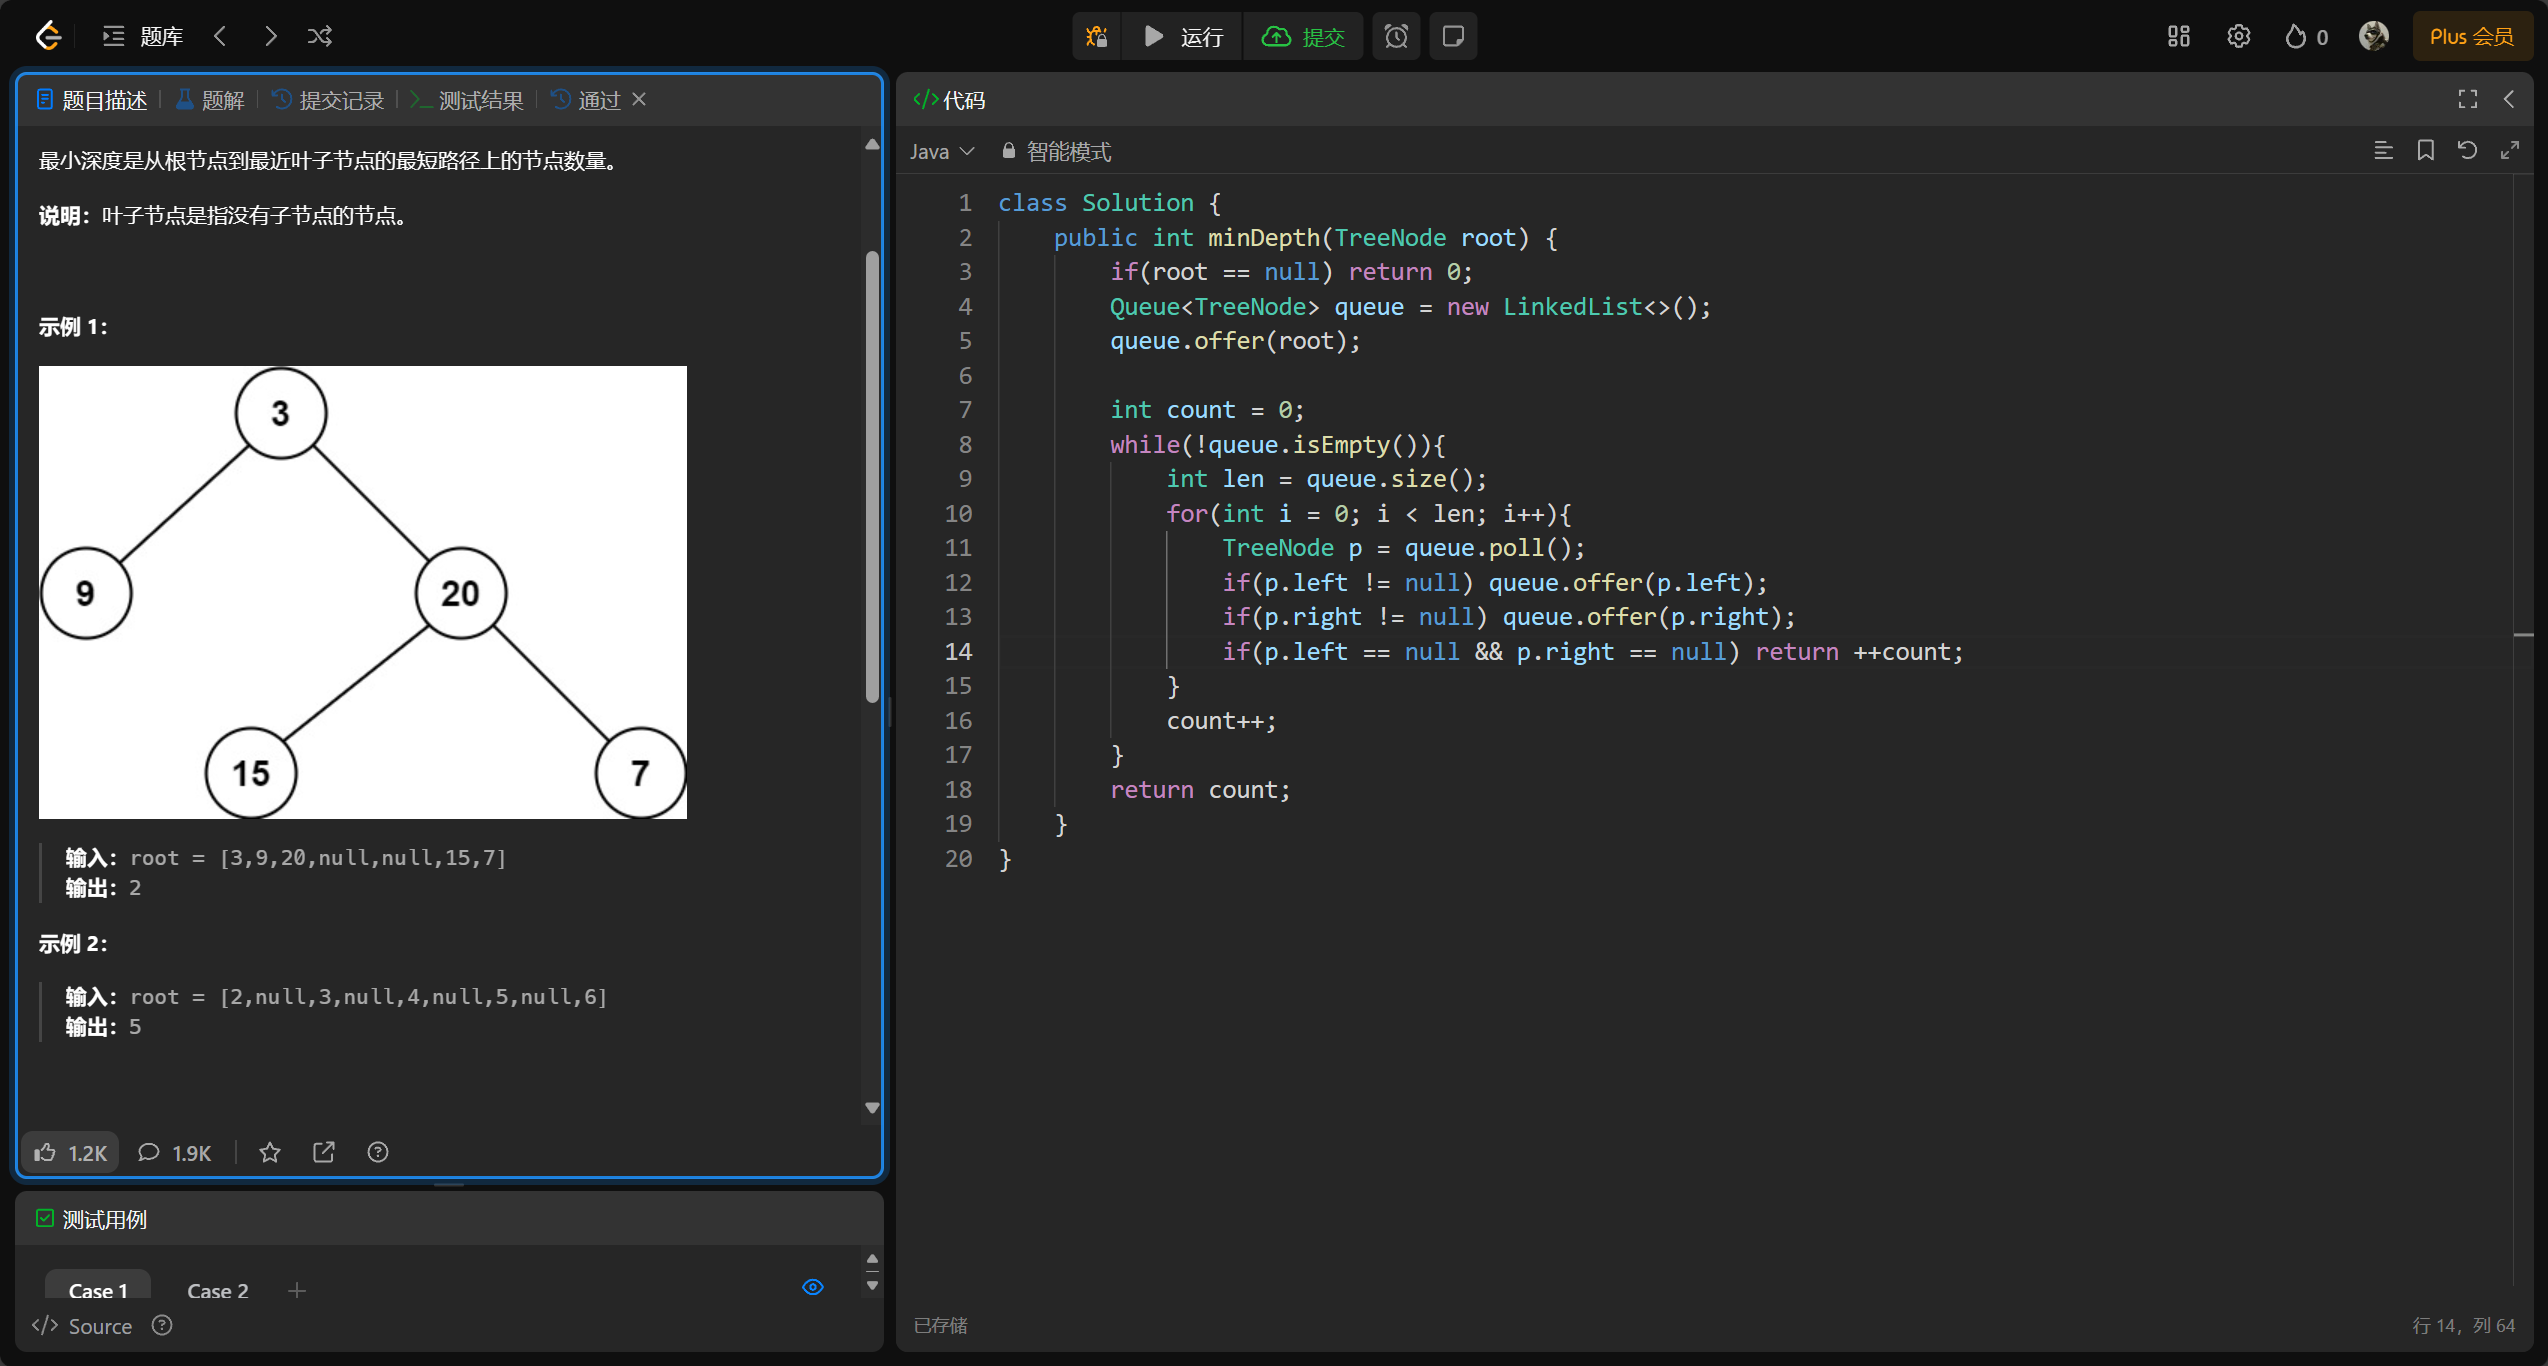 题库
运行
提交
0
Plus 会员
题目描述
题解
提交记录
测试结果
通过
最小深度是从根节点到最近叶子节点的最短路径上的节点数量。
说明：叶子节点是指没有子节点的节点。
示例 1：
3
9
20
15
7
输入：root = [3,9,20,null,null,15,7]
输出：2
示例 2：
输入：root = [2,null,3,null,4,null,5,null,6]
输出：5
1.2K
1.9K
测试用例
Case 1
Case 2
</> Source
</>代码
Java
智能模式
1 class Solution {
2 public int minDepth(TreeNode root) {
3 if(root == null) return 0;
4 Queue<TreeNode> queue = new LinkedList<>();
5 queue.offer(root);
6
7 int count = 0;
8 while(!queue.isEmpty()){
9 int len = queue.size();
10 for(int i = 0; i < len; i++){
11 TreeNode p = queue.poll();
12 if(p.left != null) queue.offer(p.left);
13 if(p.right != null) queue.offer(p.right);
14 if(p.left == null && p.right == null) return ++count;
15 }
16 count++;
17 }
18 return count;
19 }
20 }
已存储
行 14，列 64